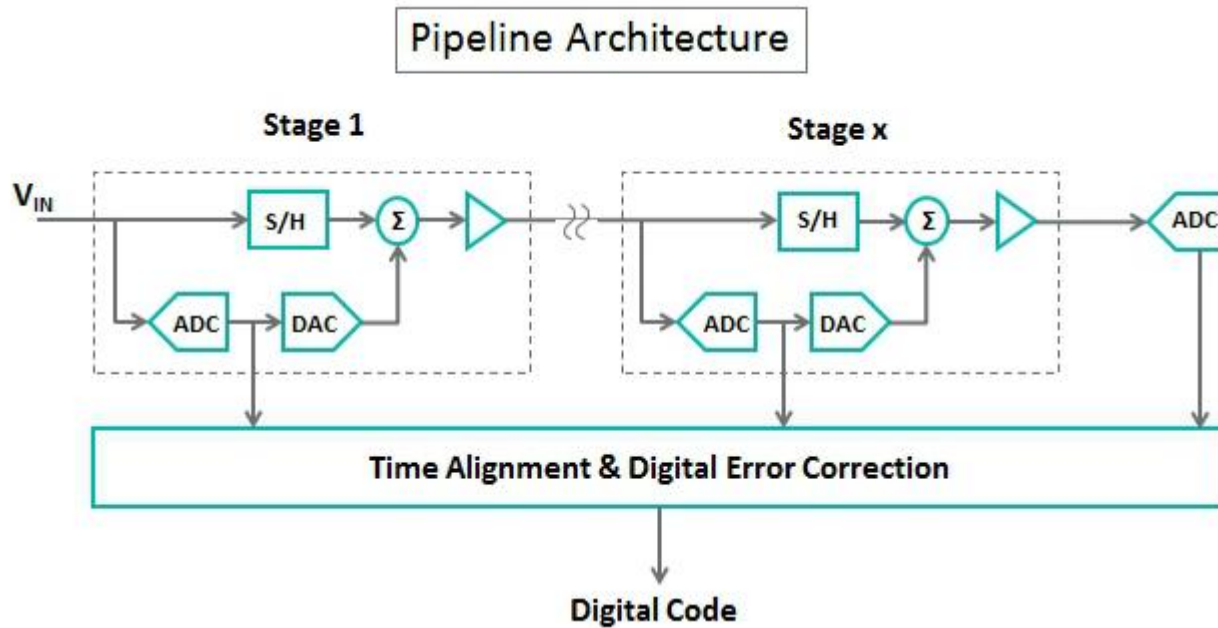 Pipeline Architecture
Stage 1
Stage x
VIN
S/H
Σ
S/H
Σ
ADC
ADC
DAC
ADC
DAC
Time Alignment & Digital Error Correction
Digital Code